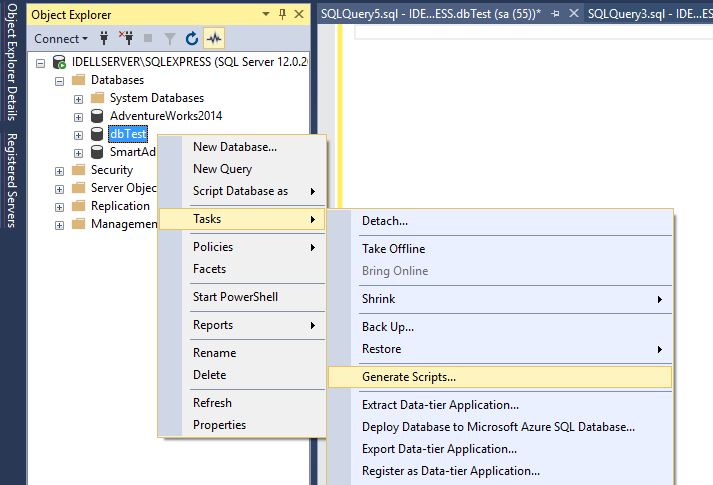 Object Explorer Details
Registered Servers
Object Explorer
Connect
IDELLSERVER\SQLEXPRESS (SQL Server 12.0.20
Databases
System Databases
AdventureWorks2014
dbTest
SmartAd
Security
Server Objec
Replication
Managemen
SQLQuery5.sql - IDE...ESS.dbTest (sa (55))*
SQLQuery3.sql - IDE...ES
New Database...
New Query
Script Database as
Tasks
Policies
Facets
Start PowerShell
Reports
Rename
Delete
Refresh
Properties
Detach...
Take Offline
Bring Online
Shrink
Back Up...
Restore
Generate Scripts...
Extract Data-tier Application...
Deploy Database to Microsoft Azure SQL Database...
Export Data-tier Application...
Register as Data-tier Application...